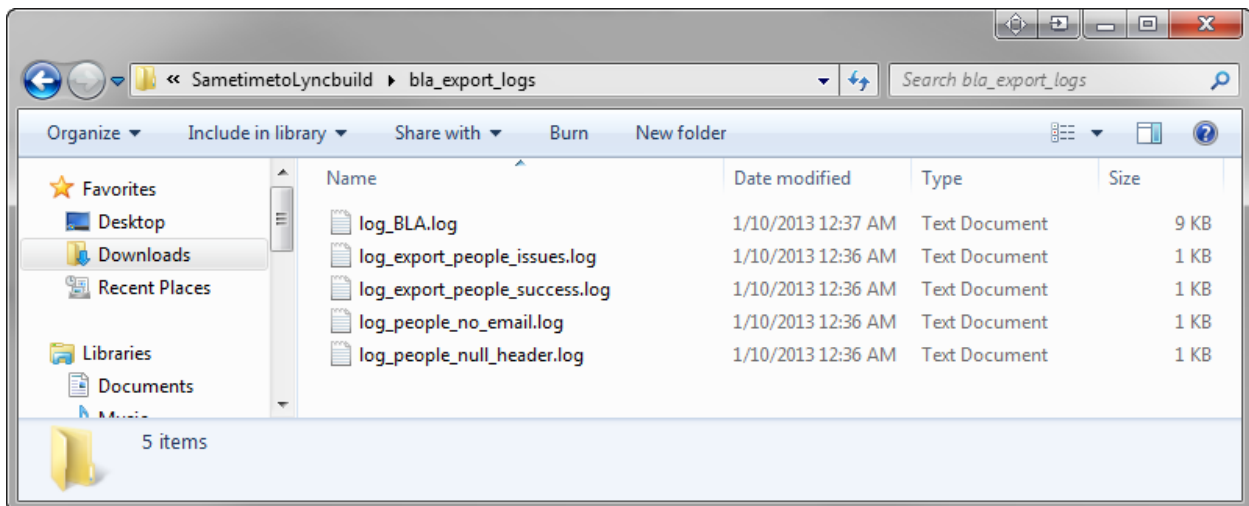 « SametimetoLyncbuild ▸ bla_export_logs Search bla_export_logs
Organize Include in library Share with Burn New folder
Favorites
Desktop
Downloads
Recent Places
Libraries
Documents
Music
Name Date modified Type Size
log_BLA.log 1/10/2013 12:37 AM Text Document 9 KB
log_export_people_issues.log 1/10/2013 12:36 AM Text Document 1 KB
log_export_people_success.log 1/10/2013 12:36 AM Text Document 1 KB
log_people_no_email.log 1/10/2013 12:36 AM Text Document 1 KB
log_people_null_header.log 1/10/2013 12:36 AM Text Document 1 KB
5 items